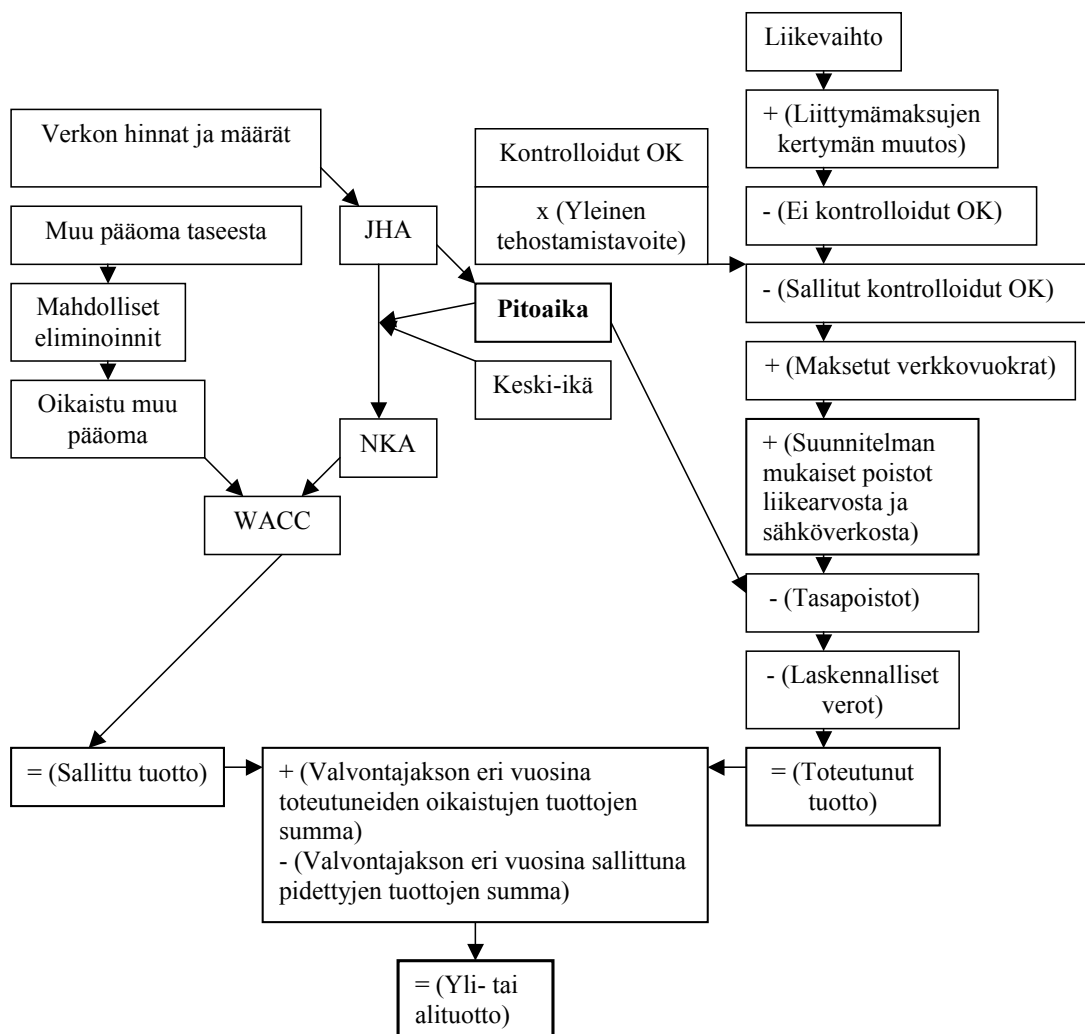 Liikevaihto
+ (Liittymämaksujen
kertymän muutos)
Verkon hinnat ja määrät
Kontrolloidut OK
x (Yleinen
tehostamistavoite)
- (Ei kontrolloidut OK)
Muu pääoma taseesta
JHA
- (Sallitut kontrolloidut OK)
Mahdolliset
eliminoinnit
Pitoaika
+ (Maksetut verkkovuokrat)
Keski-ikä
Oikaistu muu
pääoma
NKA
+ (Suunnitelman
mukaiset poistot
liikearvosta ja
sähköverkosta)
WACC
- (Tasapoistot)
- (Laskennalliset
verot)
= (Sallittu tuotto)
+ (Valvontajakson eri vuosina
toteutuneiden oikaistujen tuottojen
summa)
- (Valvontajakson eri vuosina sallittuna
pidettyjen tuottojen summa)
= (Toteutunut
tuotto)
= (Yli- tai
alituotto)